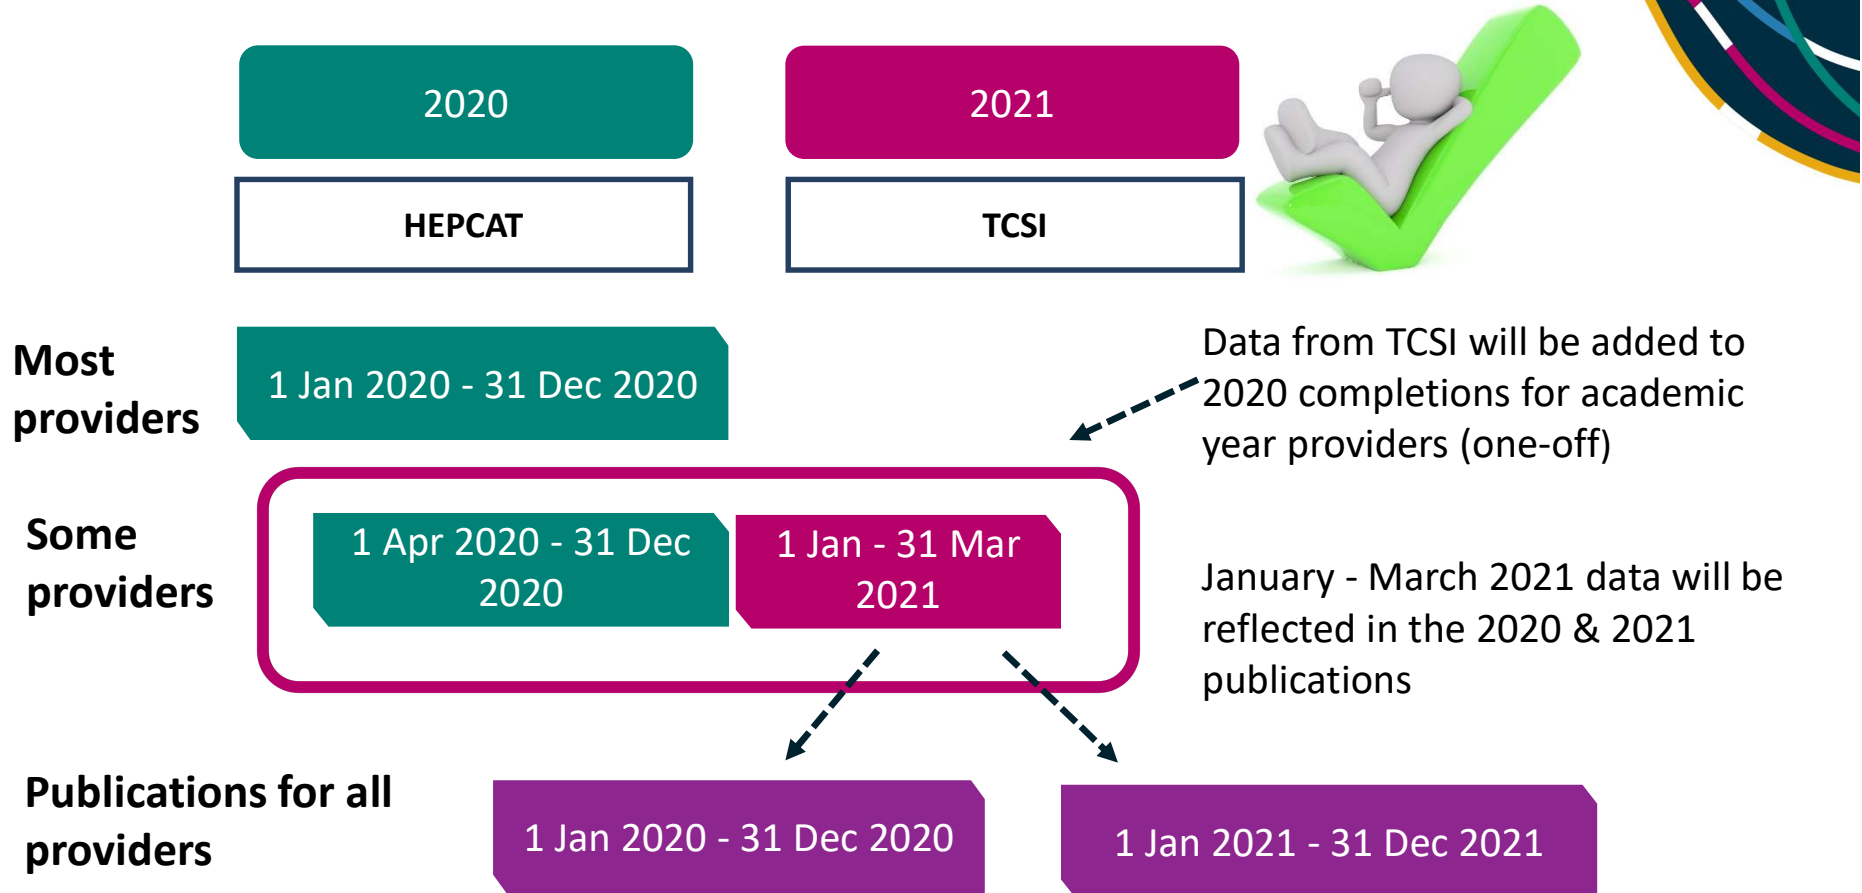 2020
2021
HEPCAT
TCSI
Most
providers
1 Jan 2020 - 31 Dec 2020
Data from TCSI will be added to
2020 completions for academic
year providers (one-off)
Some
providers
1 Apr 2020 - 31 Dec
2020
1 Jan - 31 Mar
2021
January - March 2021 data will be
reflected in the 2020 & 2021
publications
Publications for all
providers
1 Jan 2020 - 31 Dec 2020
1 Jan 2021 - 31 Dec 2021